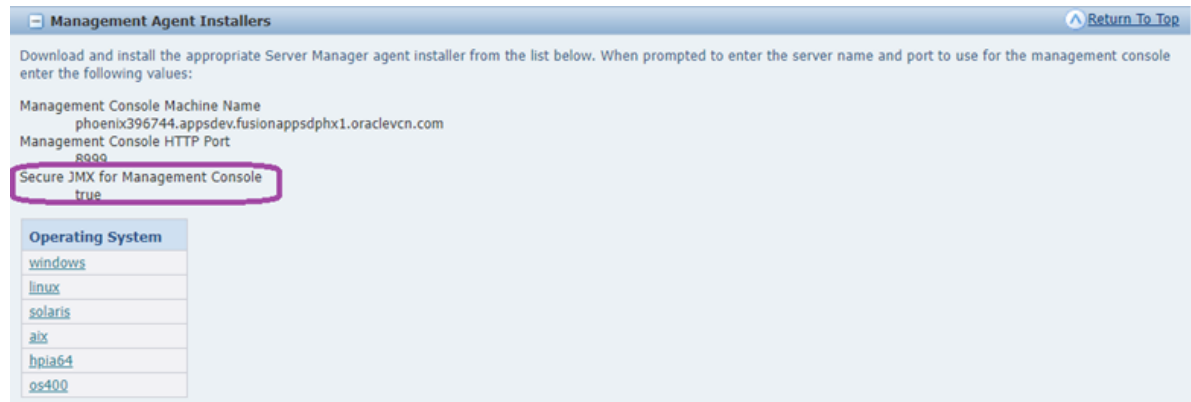 Management Agent Installers
Return To Top
Download and install the appropriate Server Manager agent installer from the list below. When prompted to enter the server name and port to use for the management console
enter the following values:
Management Console Machine Name
phoenix396744.appsdev.fusionappsdphx1.oraclevcn.com
Management Console HTTP Port
8999
Secure JMX for Management Console
true
Operating System
windows
linux
solaris
aix
hpia64
os400